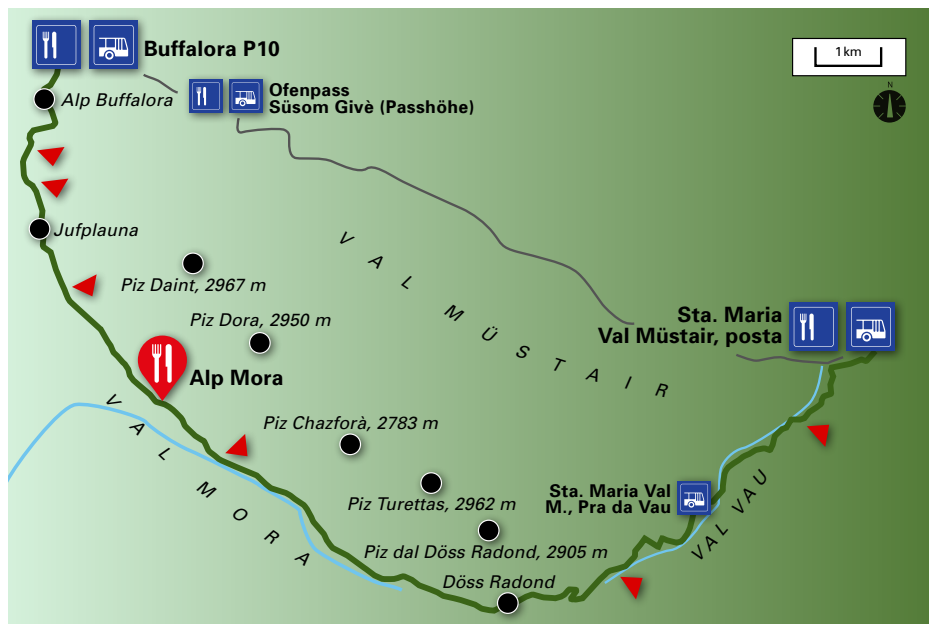 Buffalora P10
1 km
Alp Buffalora
Ofenpass
Süsom Givè (Passhöhe)
N
Jufplauna
VAL MÜSTAIR
Piz Daint, 2967 m
Piz Dora, 2950 m
Sta. Maria
Val Müstair, posta
Alp Mora
VAL MORA
Piz Chazforà, 2783 m
Piz Turettas, 2962 m
Sta. Maria Val
M., Pra da Vau
VAL VAU
Piz dal Döss Radond, 2905 m
Döss Radond